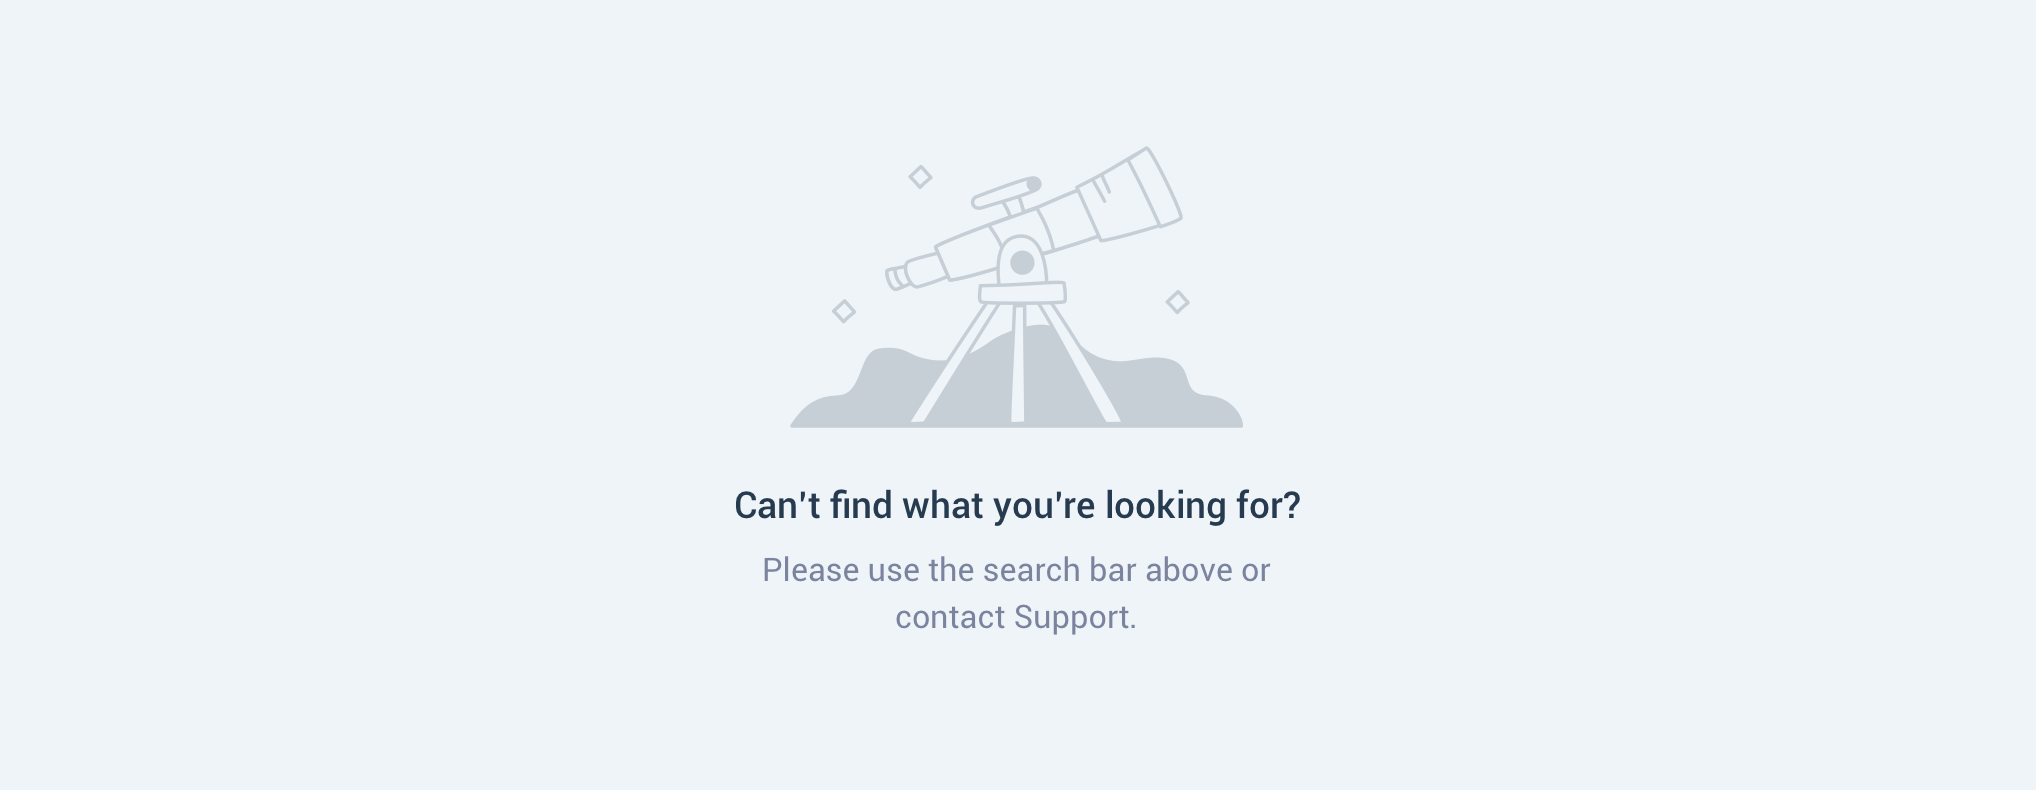 Can't find what you're looking for?
Please use the search bar above or
contact Support.